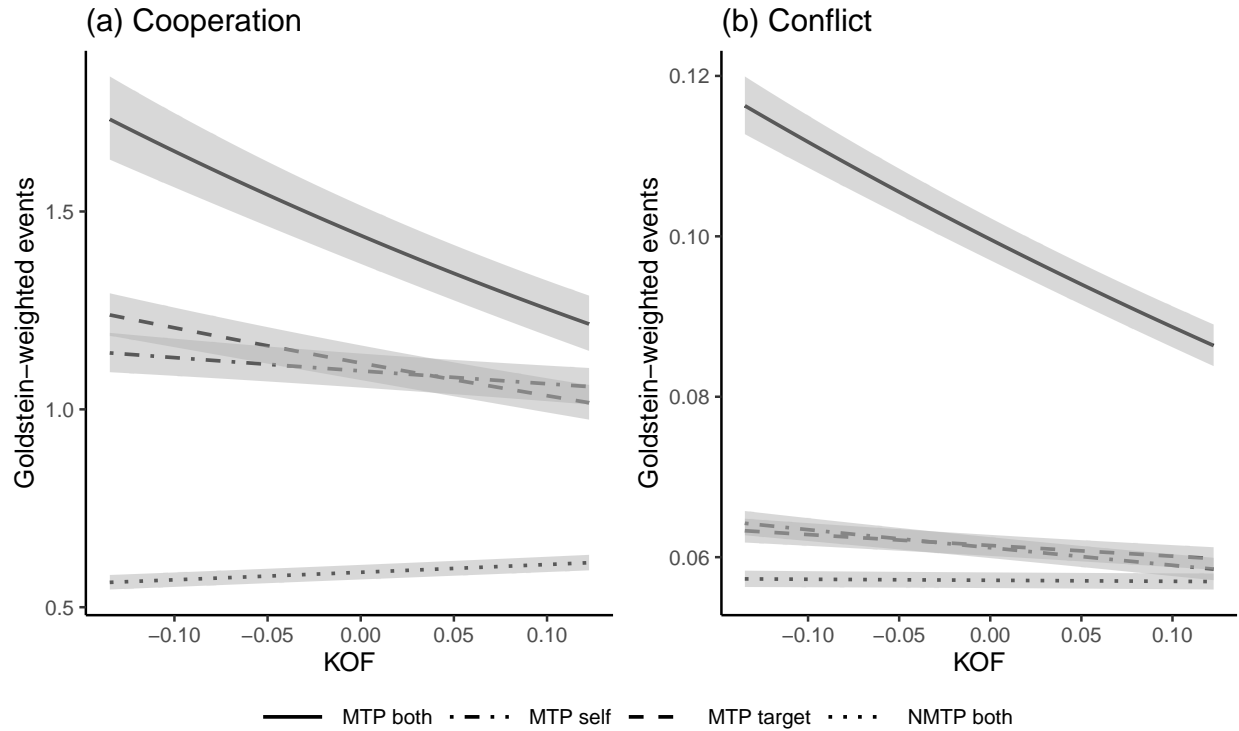 (a) Cooperation
Goldstein−weighted events
1.5
1.0
0.5
−0.10 −0.05 0.00 0.05 0.10
KOF
(b) Conflict
Goldstein−weighted events
0.12
0.10
0.08
0.06
−0.10 −0.05 0.00 0.05 0.10
KOF
MTP both MTP self MTP target NMTP both